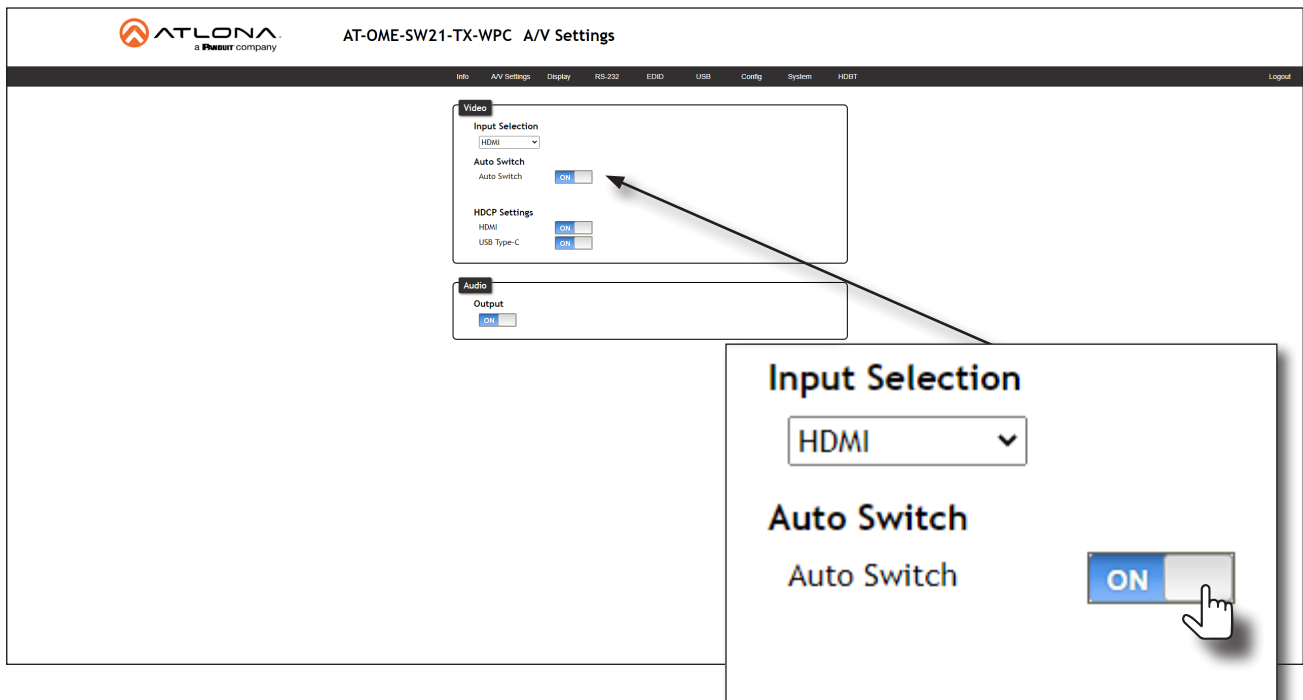 ATLONA.
a PANDUIT company
AT-OME-SW21-TX-WPC A/V Settings
Info A/V Settings Display RS-232 EDID USB Config System HDBT Logout
Video
Input Selection
HDMI
Auto Switch
Auto Switch ON
HDCP Settings
HDMI ON
USB Type-C ON
Audio
Output
ON
Input Selection
HDMI
Auto Switch
Auto Switch ON